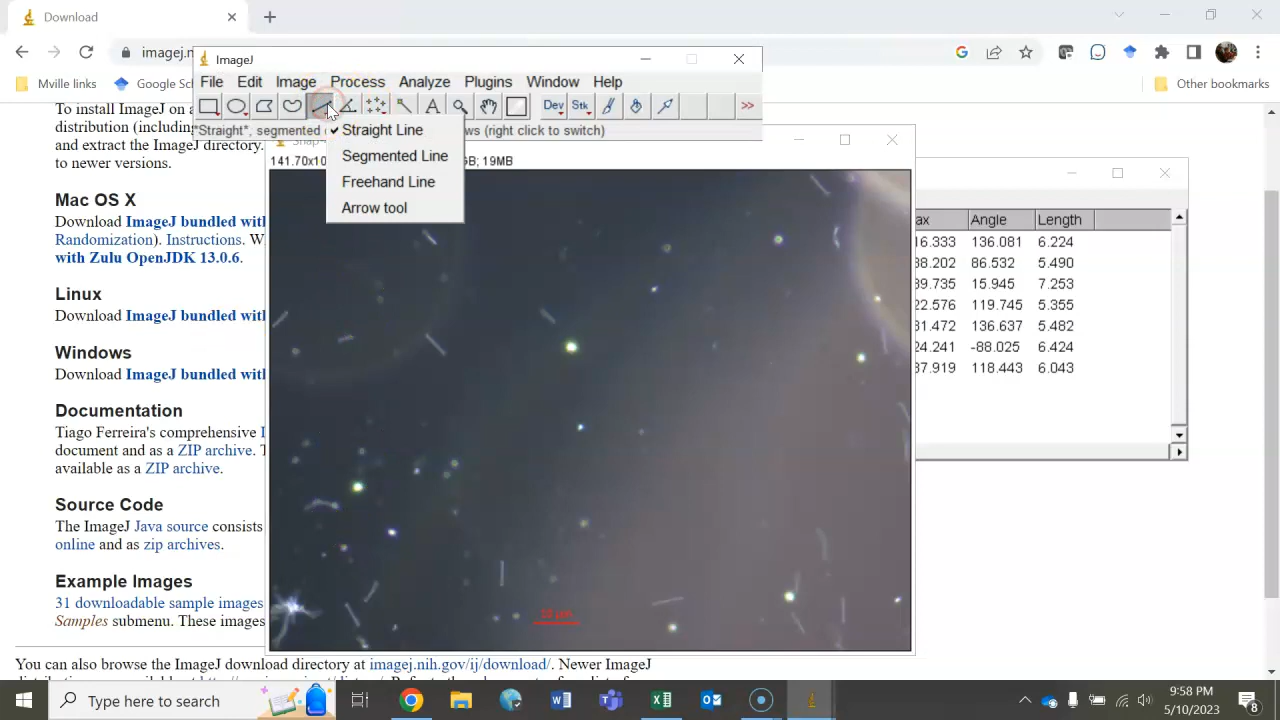 Download
imagej.n
Mville links
Google Sc
Other bookmarks
ImageJ
File Edit Image Process Analyze Plugins Window Help
Dev Stk >>
*Straight*, segmented
ws (right click to switch)
Straight Line
Segmented Line
Freehand Line
Arrow tool
141.70x10
GB; 19MB
To install ImageJ on a
distribution (including
and extract the ImageJ directory.
to newer versions.
Mac OS X
Download ImageJ bundled with
Randomization). Instructions. W
with Zulu OpenJDK 13.0.6.
Linux
Download ImageJ bundled with
Windows
Download ImageJ bundled with
Documentation
Tiago Ferreira's comprehensive
document and as a ZIP archive. T
available as a ZIP archive.
Source Code
The ImageJ Java source consists
online and as zip archives.
Example Images
31 downloadable sample images
Samples submenu. These images
You can also browse the ImageJ download directory at imagej.nih.gov/ij/download/. Newer ImageJ
10 µm
ax Angle Length
16.333 136.081 6.224
38.202 86.532 5.490
39.735 15.945 7.253
22.576 119.745 5.355
31.472 136.637 5.482
24.241 -88.025 6.424
37.919 118.443 6.043
Type here to search
9:58 PM
5/10/2023
8